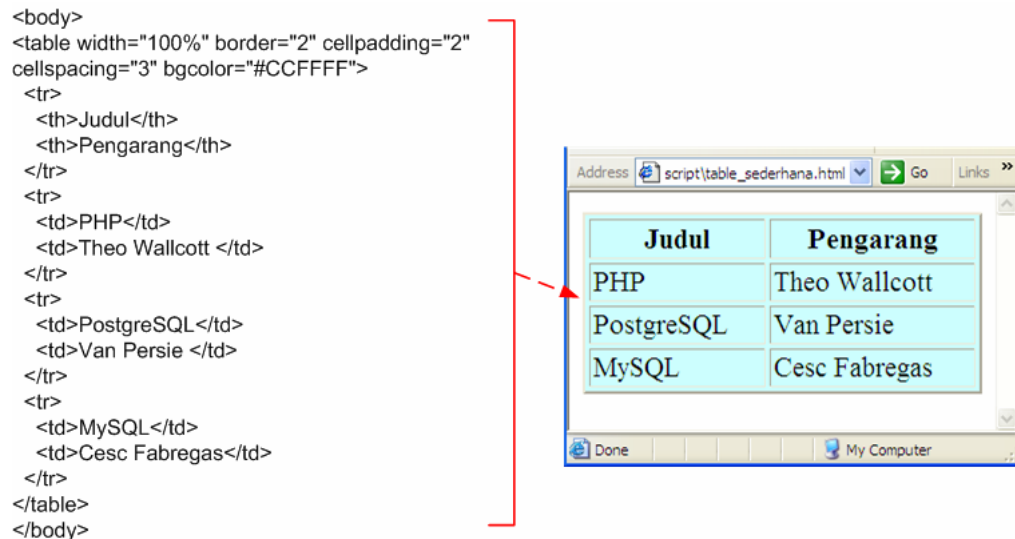 <body>
<table width="100%" border="2" cellpadding="2"
cellspacing="3" bgcolor="#CCFFFF">
<tr>
<th>Judul</th>
<th>Pengarang</th>
</tr>
<tr>
<td>PHP</td>
<td>Theo Wallcott </td>
</tr>
<tr>
<td>PostgreSQL</td>
<td>Van Persie </td>
</tr>
<tr>
<td>MySQL</td>
<td>Cesc Fabregas</td>
</tr>
</table>
</body>
Address script\table_sederhana.html Go Links »
Judul Pengarang
PHP Theo Wallcott
PostgreSQL Van Persie
MySQL Cesc Fabregas
Done My Computer